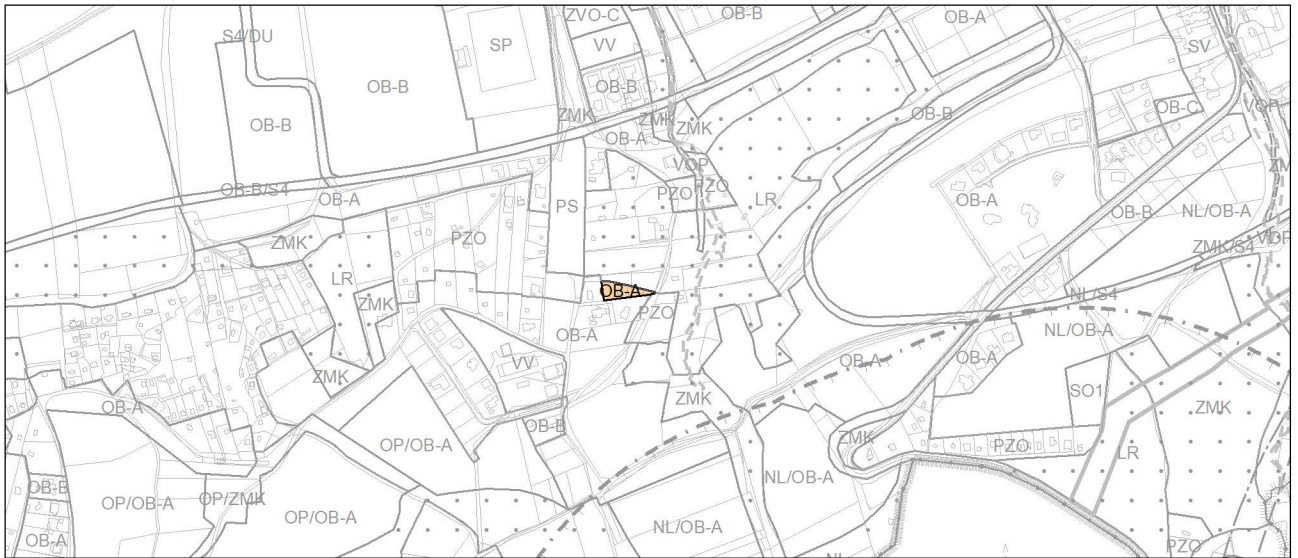 ZVO-C
OB-B
OB-A
S4/DU
SP
VV
SV
OB-B
OB-B
ZMK
OB-B
ZMK
ZMK
OB-A
OB-B
OB-C
VOP
VOP
OB-B/S4
OB-A
PZO
PZO
LR
OB-A
PS
OB-B
NL/OB-A
ZMK
PZO
VOP
ZMK/S4
LR
ZMK
OB-A
PZO
NL/S4
OB-A
NL/OB-A
VV
OB-A
OB-A
ZMK
ZMK
SO1
ZMK
OB-A
OB-B
ZMK
OP/OB-A
PZO
LR
NL/OB-A
OB-B
OP/OB-A
OP/ZMK
OP/OB-A
NL/OB-A
OB-A
PZO